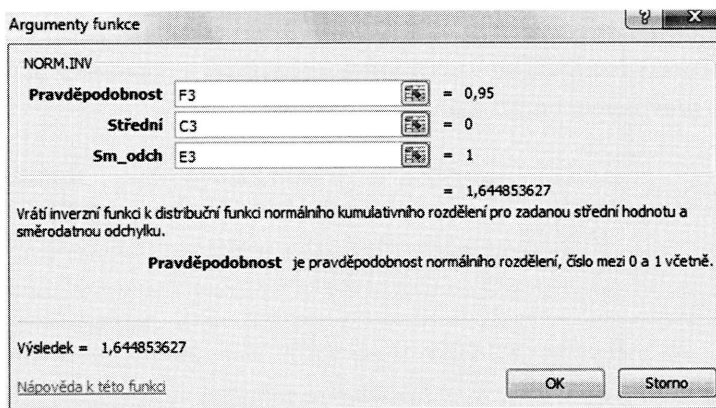 Argumenty funkce
NORM.INV
Pravděpodobnost F3 = 0,95
Střední C3 = 0
Sm_odch E3 = 1
= 1,644853627
Vrátí inverzní funkci k distribuční funkci normálního kumulativního rozdělení pro zadanou střední hodnotu a
směrodatnou odchylku.
Pravděpodobnost je pravděpodobnost normálního rozdělení, číslo mezi 0 a 1 včetně.
Výsledek = 1,644853627
Nápověda k této funkci
OK Storno